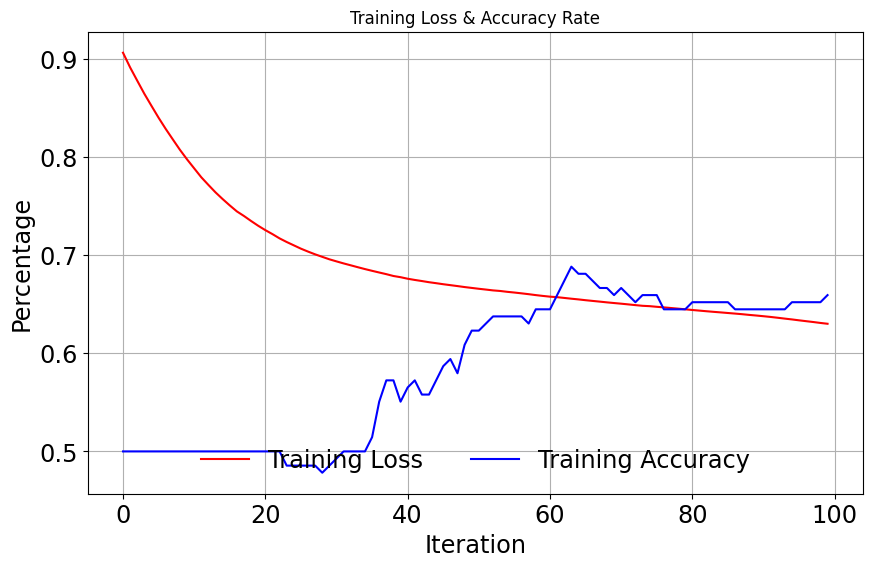 Training Loss & Accuracy Rate
Percentage
0.9
0.8
0.7
0.6
0.5
Training Loss Training Accuracy
0 20 40 60 80 100
Iteration